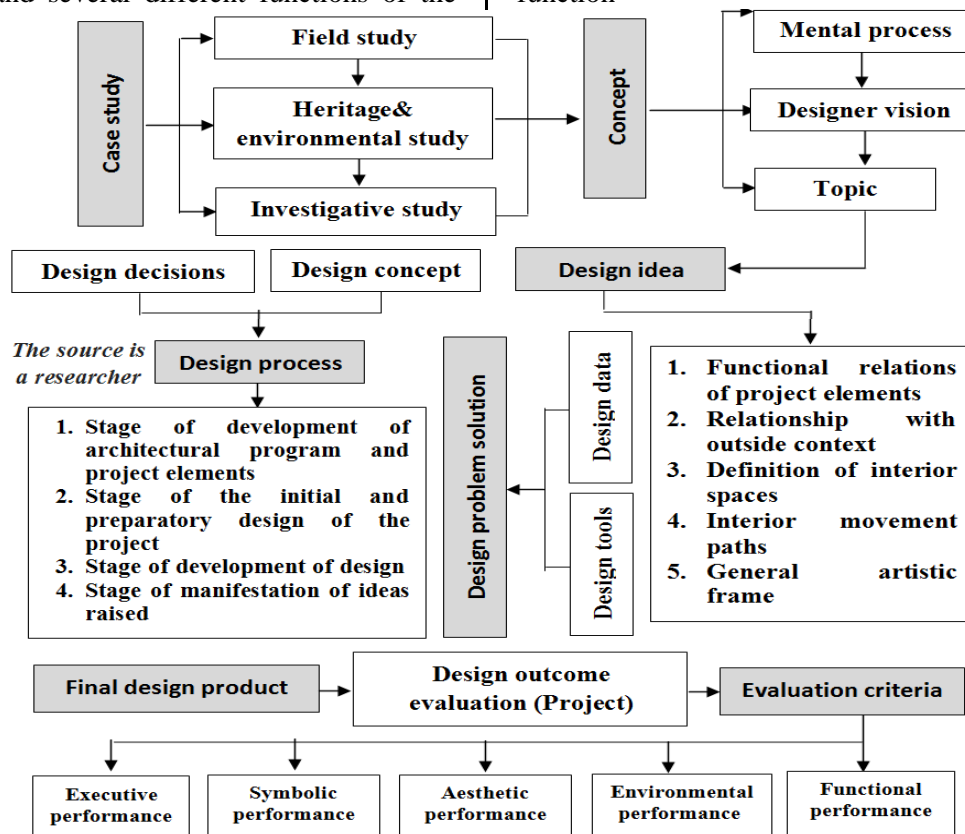 and several different functions of the
function
Case study
Field study
Heritage&
environmental study
Investigative study
Concept
Mental process
Designer vision
Topic
Design decisions
Design concept
Design idea
The source is
a researcher
Design process
1. Stage of development of
architectural program and
project elements
2. Stage of the initial and
preparatory design of the
project
3. Stage of development of design
4. Stage of manifestation of ideas
raised
Design problem solution
Design data
Design tools
1. Functional relations
of project elements
2. Relationship with
outside context
3. Definition of interior
spaces
4. Interior movement
paths
5. General artistic
frame
Final design product
Design outcome
evaluation (Project)
Evaluation criteria
Executive
performance
Symbolic
performance
Aesthetic
performance
Environmental
performance
Functional
performance